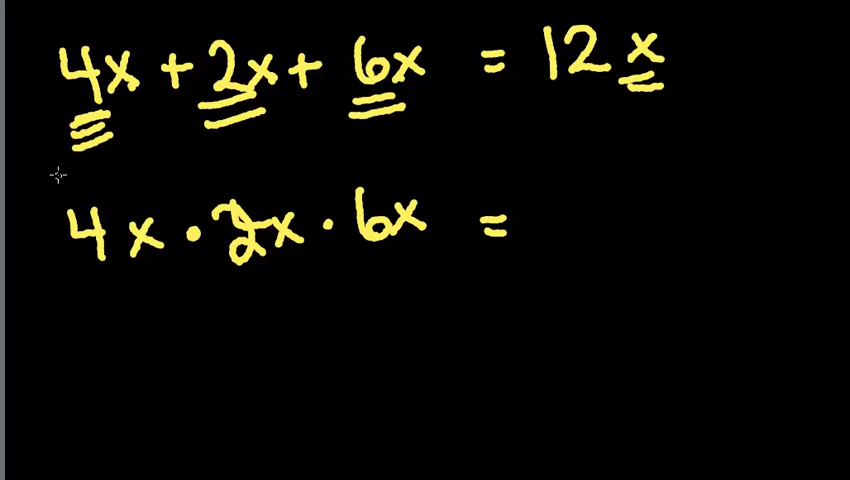 4x + 2x + 6x = 12x
4x · 2x · 6x =